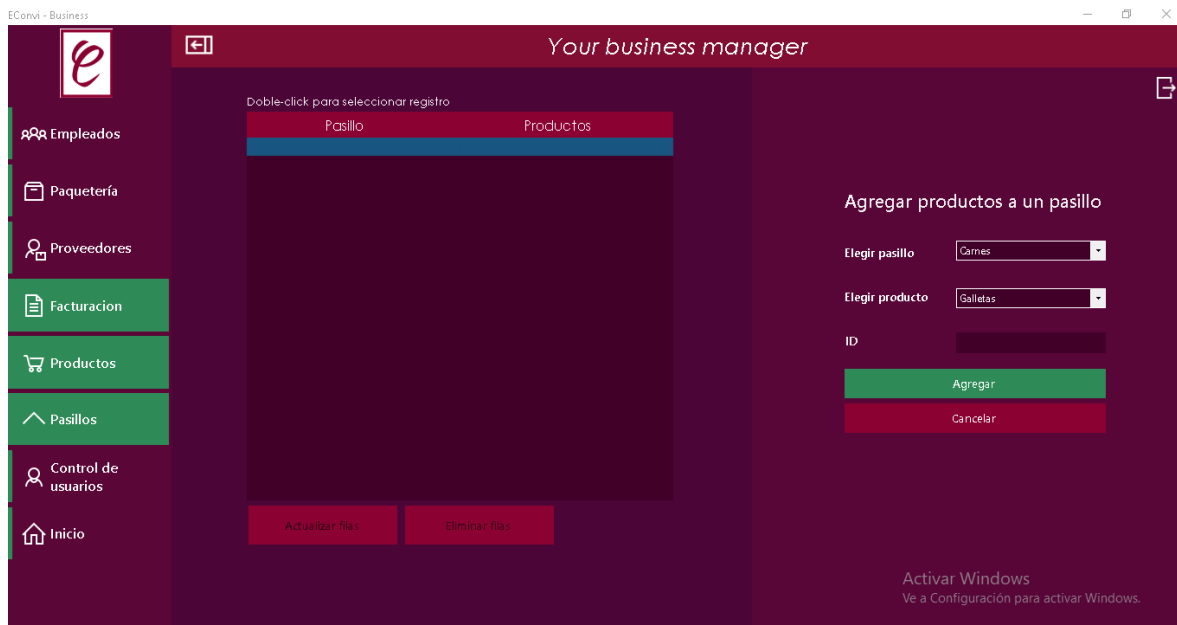 EConvi - Business
Your business manager
Empleados
Paquetería
Proveedores
Facturacion
Productos
Pasillos
Control de
usuarios
Inicio
Doble-click para seleccionar registro
Pasillo Productos
Actualizar filas Eliminar filas
Agregar productos a un pasillo
Elegir pasillo Carnes
Elegir producto Galletas
ID
Agregar
Cancelar
Activar Windows
Ve a Configuración para activar Windows.